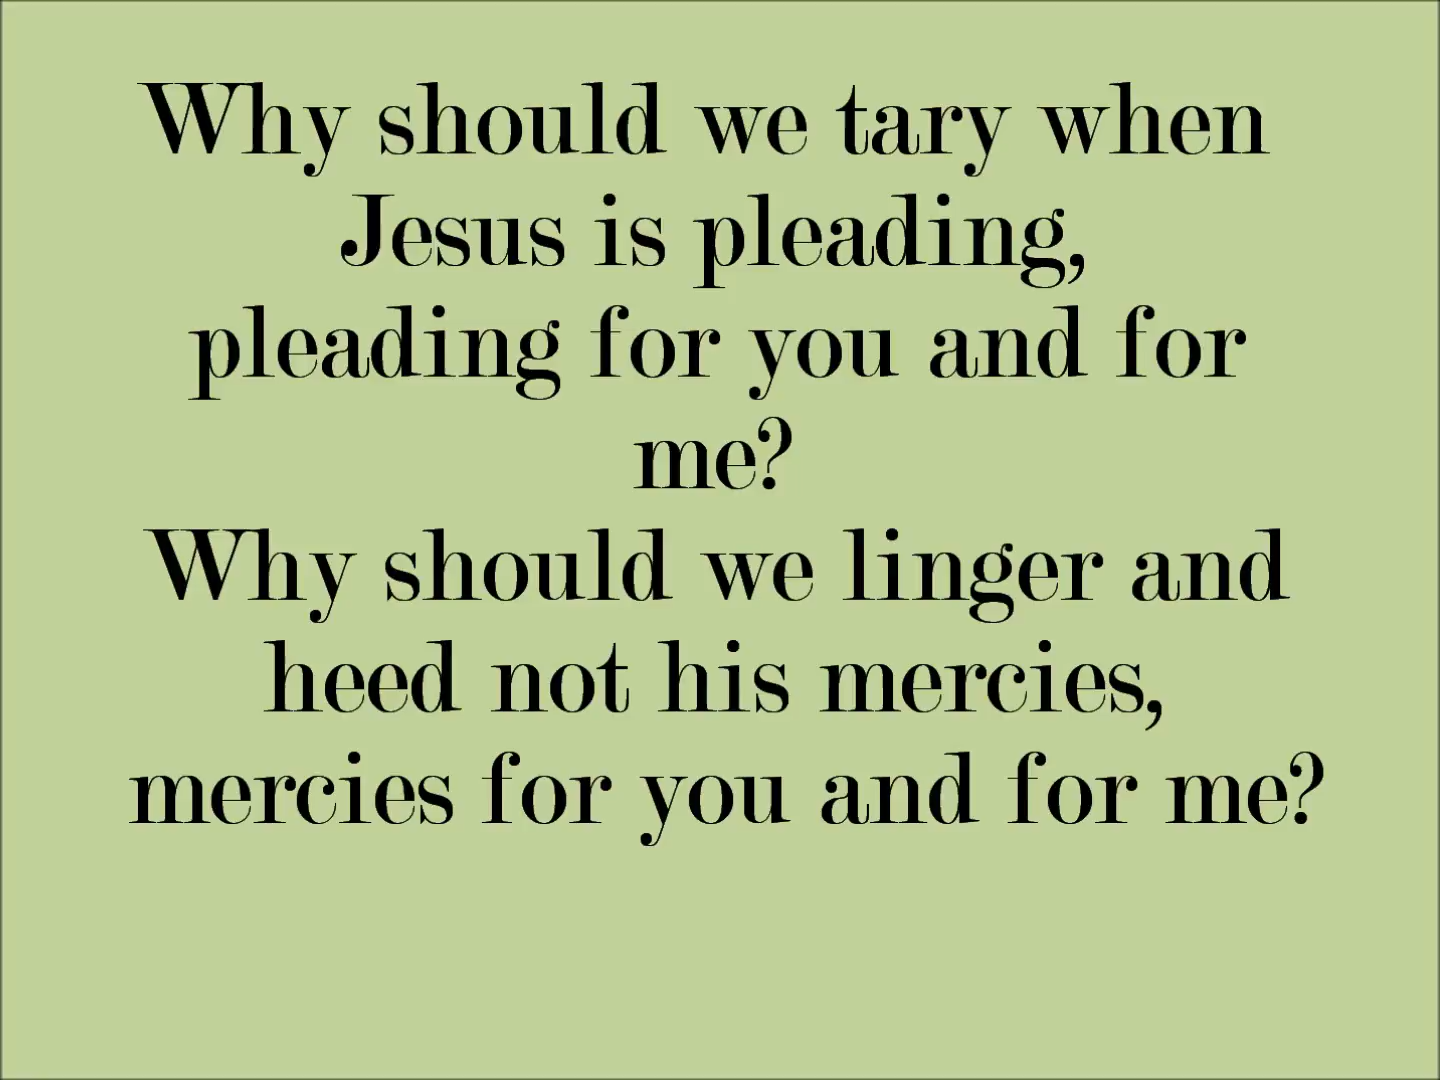 Why should we tary when
Jesus is pleading,
pleading for you and for
me?
Why should we linger and
heed not his mercies,
mercies for you and for me?